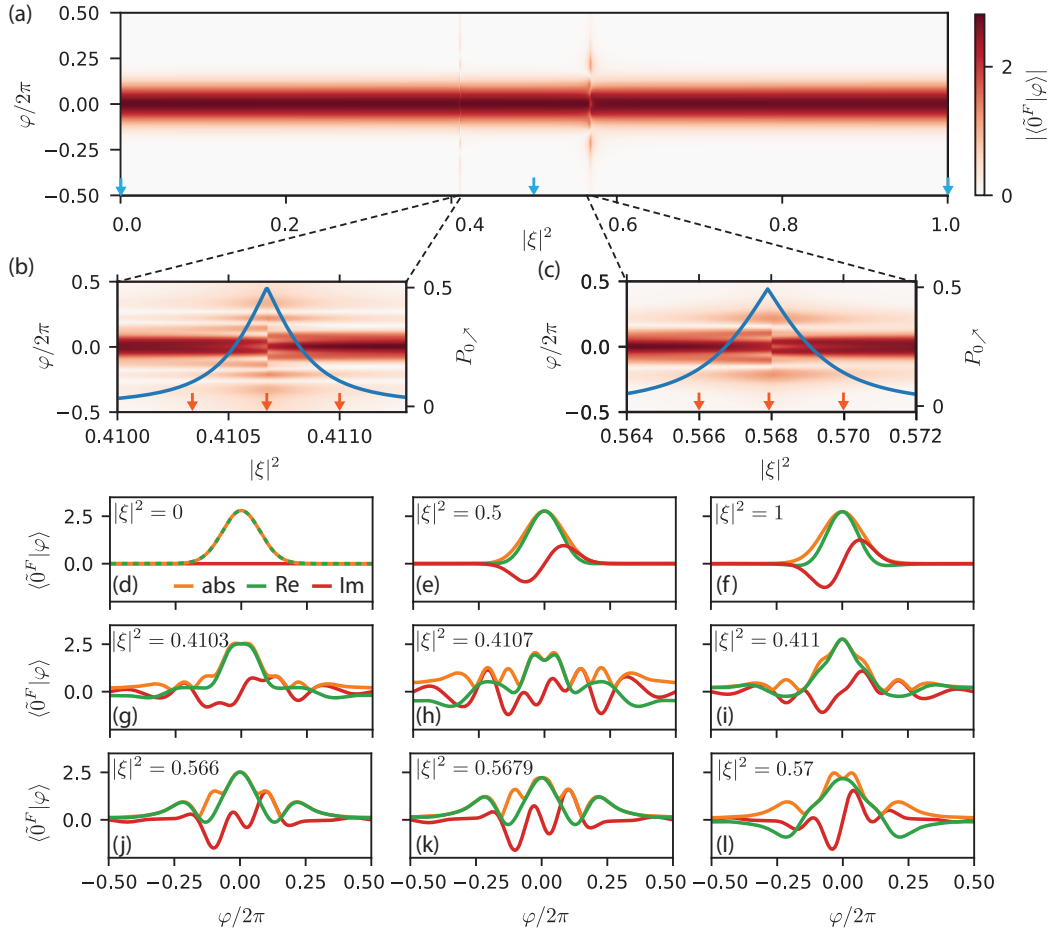 (a)
φ/2π
0.50
0.25
0.00
−0.25
−0.50
0.0
0.2
0.4
0.6
0.8
1.0
|ξ|²
2
0
|⟨0̃ᶠ|φ⟩|
(b)
φ/2π
0.5
0.0
−0.5
0.4100
0.4105
0.4110
|ξ|²
0.5
0
P₀↗
(c)
φ/2π
0.5
0.0
−0.5
0.564
0.566
0.568
0.570
0.572
|ξ|²
0.5
0
P₀↗
⟨0̃ᶠ|φ⟩
2.5
0.0
|ξ|² = 0
(d)
abs Re Im
|ξ|² = 0.5
(e)
|ξ|² = 1
(f)
⟨0̃ᶠ|φ⟩
2.5
0.0
|ξ|² = 0.4103
(g)
|ξ|² = 0.4107
(h)
|ξ|² = 0.411
(i)
⟨0̃ᶠ|φ⟩
2.5
0.0
|ξ|² = 0.566
(j)
|ξ|² = 0.5679
(k)
|ξ|² = 0.57
(l)
−0.50 −0.25 0.00 0.25 0.50
−0.50 −0.25 0.00 0.25 0.50
−0.50 −0.25 0.00 0.25 0.50
φ/2π
φ/2π
φ/2π